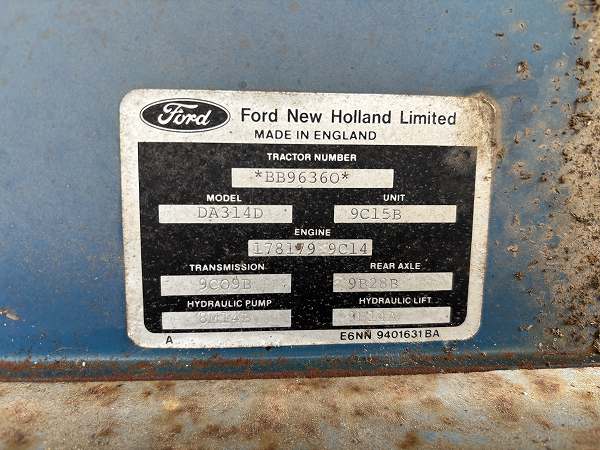 Ford Ford New Holland Limited
MADE IN ENGLAND
TRACTOR NUMBER
*BB96360*
MODEL UNIT
DA314D 9C15B
ENGINE
178179 9C14
TRANSMISSION REAR AXLE
9C09B 9B28B
HYDRAULIC PUMP HYDRAULIC LIFT
A E6NN 9401631BA